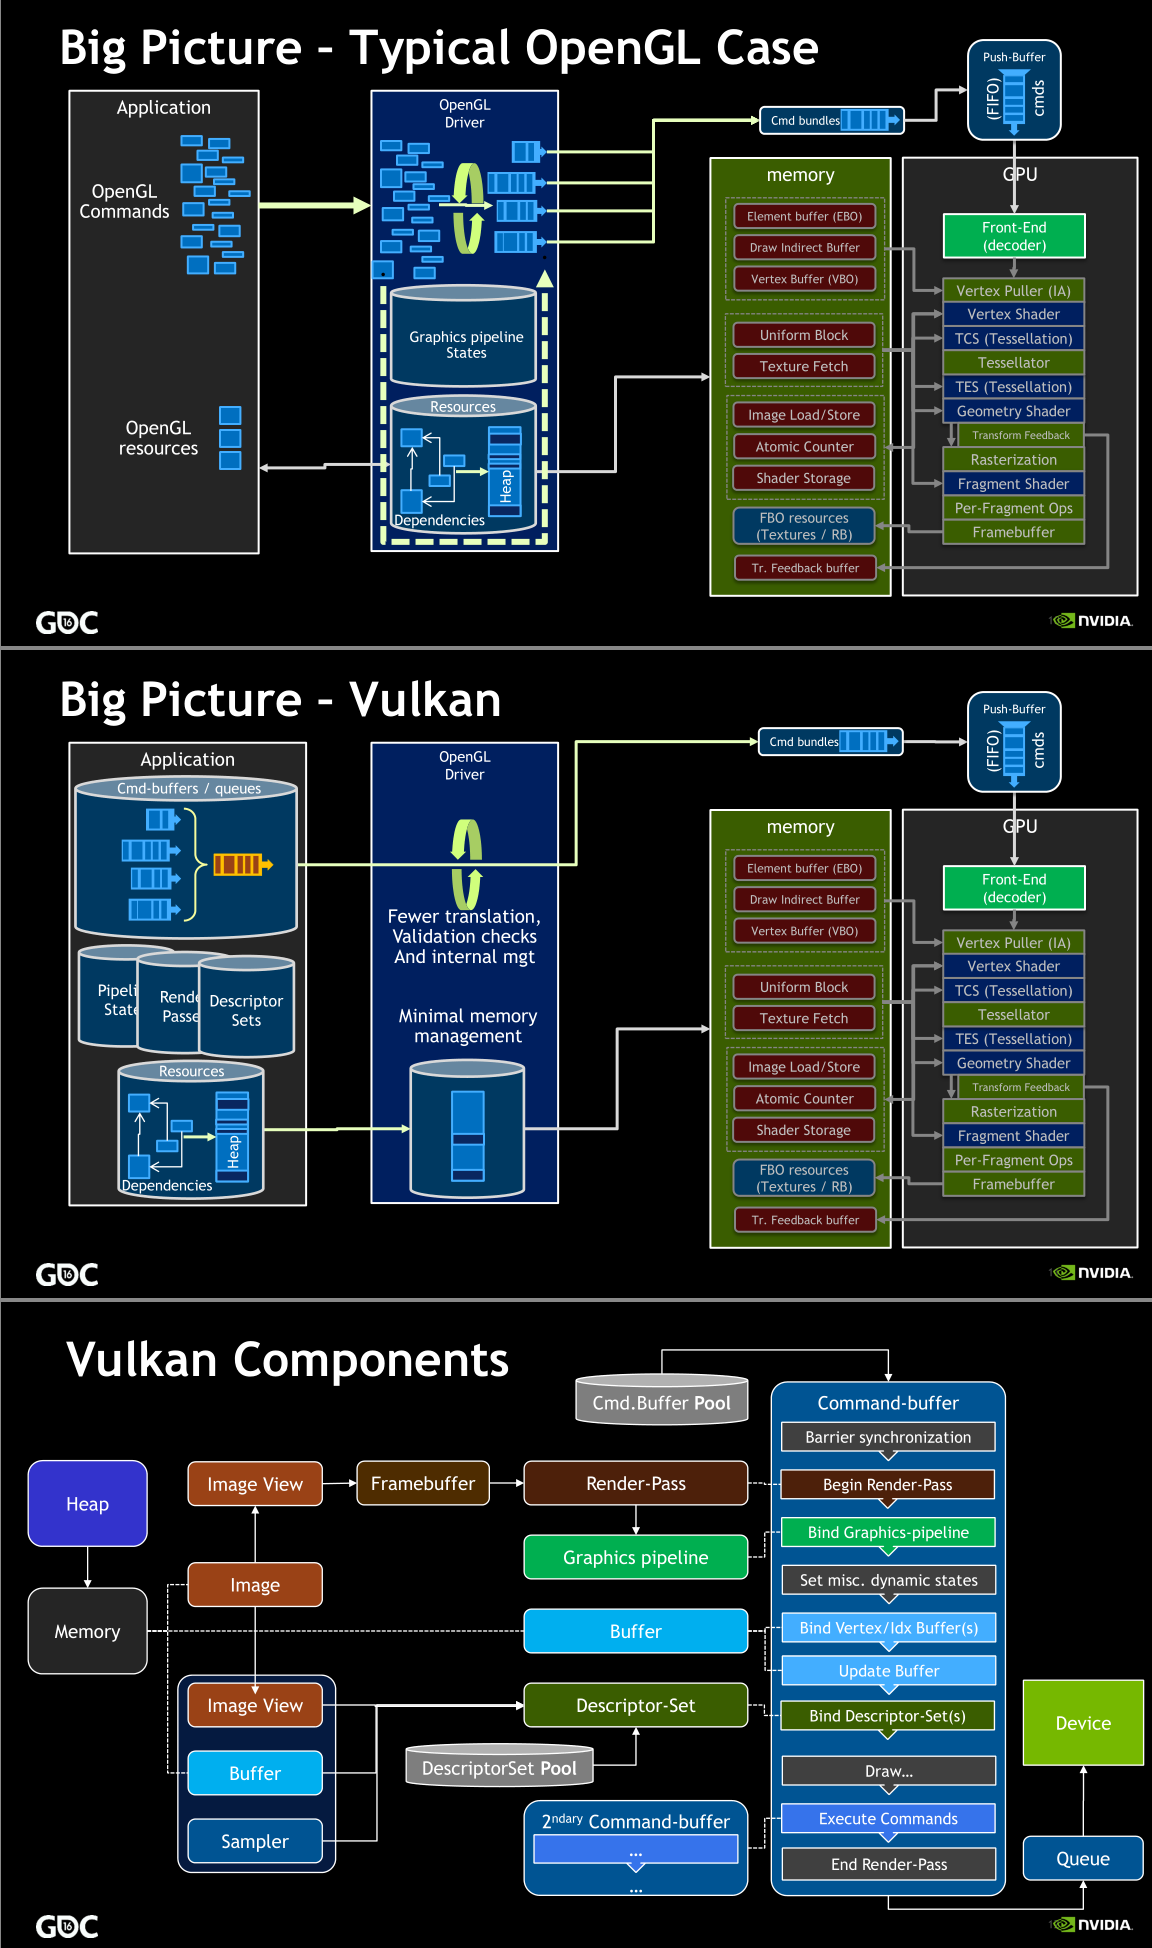 Big Picture – Typical OpenGL Case
Application
OpenGL
Commands
OpenGL
resources
OpenGL
Driver
Graphics pipeline
States
Resources
Heap
Dependencies
Cmd bundles
Push-Buffer
(FIFO)
cmds
memory
Element buffer (EBO)
Draw Indirect Buffer
Vertex Buffer (VBO)
Uniform Block
Texture Fetch
Image Load/Store
Atomic Counter
Shader Storage
FBO resources
(Textures / RB)
Tr. Feedback buffer
GPU
Front-End
(decoder)
Vertex Puller (IA)
Vertex Shader
TCS (Tessellation)
Tessellator
TES (Tessellation)
Geometry Shader
Transform Feedback
Rasterization
Fragment Shader
Per-Fragment Ops
Framebuffer
GDC
16
NVIDIA.
Big Picture – Vulkan
Application
Cmd-buffers / queues
Pipeli
State
Rende
Passe
Descriptor
Sets
Resources
Heap
Dependencies
OpenGL
Driver
Fewer translation,
Validation checks
And internal mgt
Minimal memory
management
Cmd bundles
Push-Buffer
(FIFO)
cmds
memory
Element buffer (EBO)
Draw Indirect Buffer
Vertex Buffer (VBO)
Uniform Block
Texture Fetch
Image Load/Store
Atomic Counter
Shader Storage
FBO resources
(Textures / RB)
Tr. Feedback buffer
GPU
Front-End
(decoder)
Vertex Puller (IA)
Vertex Shader
TCS (Tessellation)
Tessellator
TES (Tessellation)
Geometry Shader
Transform Feedback
Rasterization
Fragment Shader
Per-Fragment Ops
Framebuffer
GDC
16
NVIDIA.
Vulkan Components
Heap
Memory
Image View
Image
Image View
Buffer
Sampler
Framebuffer
Cmd.Buffer Pool
Render-Pass
Graphics pipeline
Buffer
Descriptor-Set
DescriptorSet Pool
2ndary Command-buffer
...
...
Command-buffer
Barrier synchronization
Begin Render-Pass
Bind Graphics-pipeline
Set misc. dynamic states
Bind Vertex/Idx Buffer(s)
Update Buffer
Bind Descriptor-Set(s)
Draw...
Execute Commands
End Render-Pass
Device
Queue
GDC
16
NVIDIA.